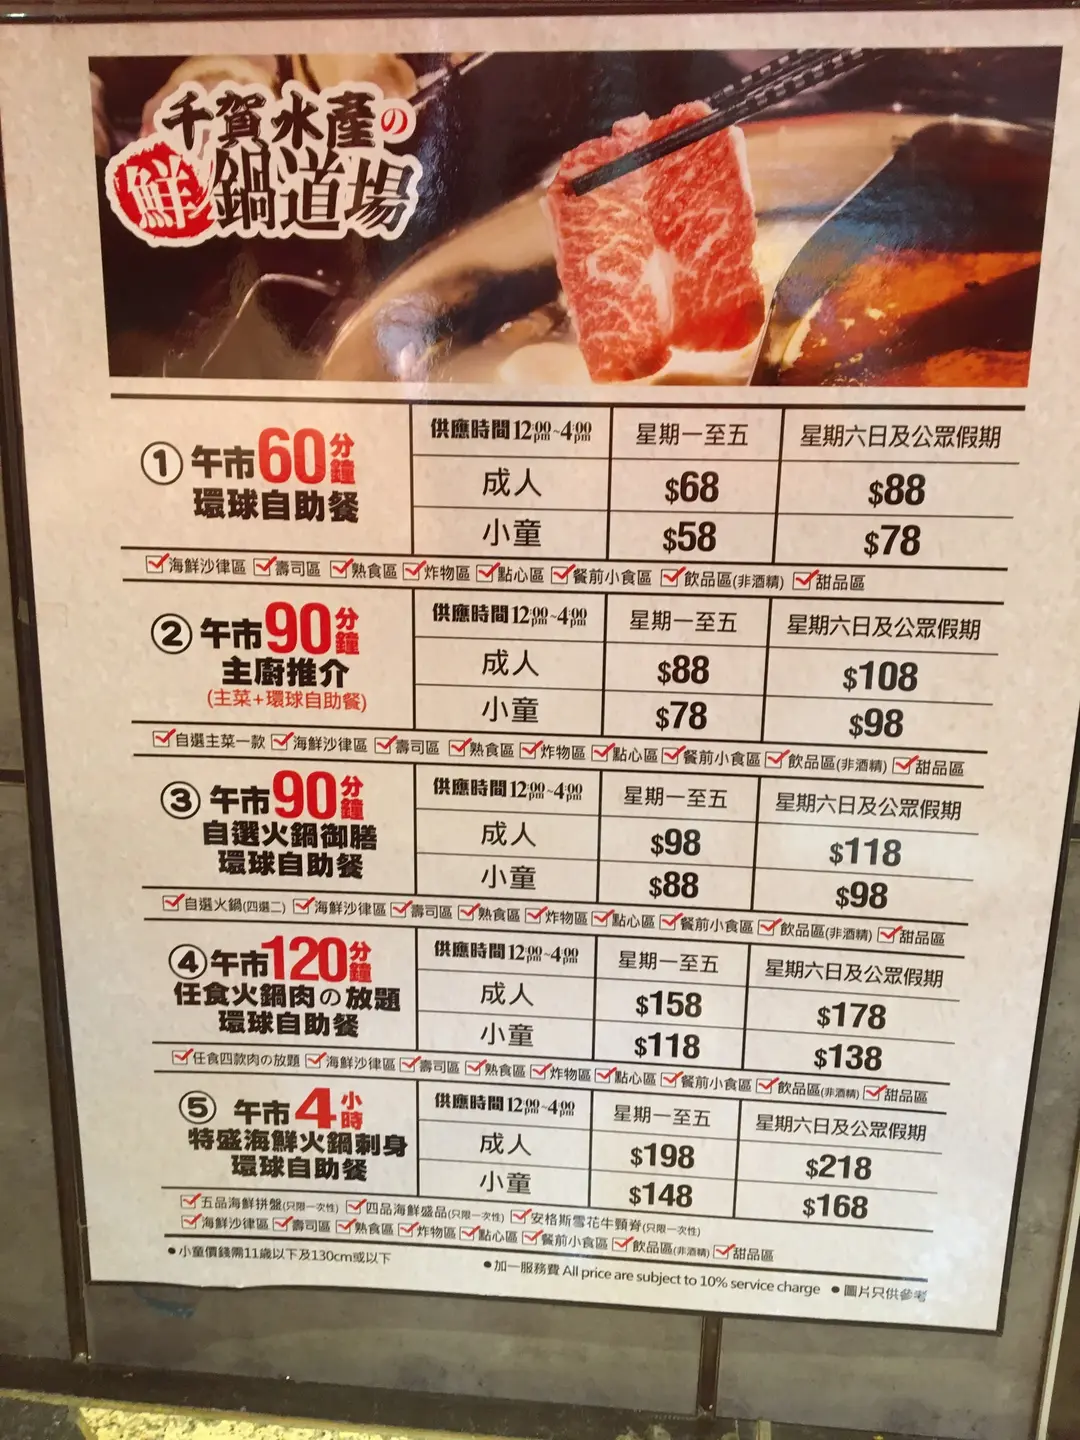 千賀水產の
鮮鍋道場
① 午市60分鐘
環球自助餐
供應時間12:00pm~4:00pm 星期一至五 星期六日及公眾假期
成人 $68 $88
小童 $58 $78
海鮮沙律區 壽司區 熟食區 炸物區 點心區 餐前小食區 飲品區(非酒精) 甜品區
② 午市90分鐘
主廚推介
(主菜+環球自助餐)
供應時間12:00pm~4:00pm 星期一至五 星期六日及公眾假期
成人 $88 $108
小童 $78 $98
自選主菜一款 海鮮沙律區 壽司區 熟食區 炸物區 點心區 餐前小食區 飲品區(非酒精) 甜品區
③ 午市90分鐘
自選火鍋御膳
環球自助餐
供應時間12:00pm~4:00pm 星期一至五 星期六日及公眾假期
成人 $98 $118
小童 $88 $98
自選火鍋(四選二) 海鮮沙律區 壽司區 熟食區 炸物區 點心區 餐前小食區 飲品區(非酒精) 甜品區
④ 午市120分鐘
任食火鍋肉の放題
環球自助餐
供應時間12:00pm~4:00pm 星期一至五 星期六日及公眾假期
成人 $158 $178
小童 $118 $138
任食四款肉の放題 海鮮沙律區 壽司區 熟食區 炸物區 點心區 餐前小食區 飲品區(非酒精) 甜品區
⑤ 午市4小時
特盛海鮮火鍋刺身
環球自助餐
供應時間12:00pm~4:00pm 星期一至五 星期六日及公眾假期
成人 $198 $218
小童 $148 $168
五品海鮮拼盤(只限一次性) 四品海鮮盛品(只限一次性) 安格斯雪花牛頸脊(只限一次性)
海鮮沙律區 壽司區 熟食區 炸物區 點心區 餐前小食區 飲品區(非酒精) 甜品區
●小童價錢需11歲以下及130cm或以下
●加一服務費 All price are subject to 10% service charge ●圖片只供參考